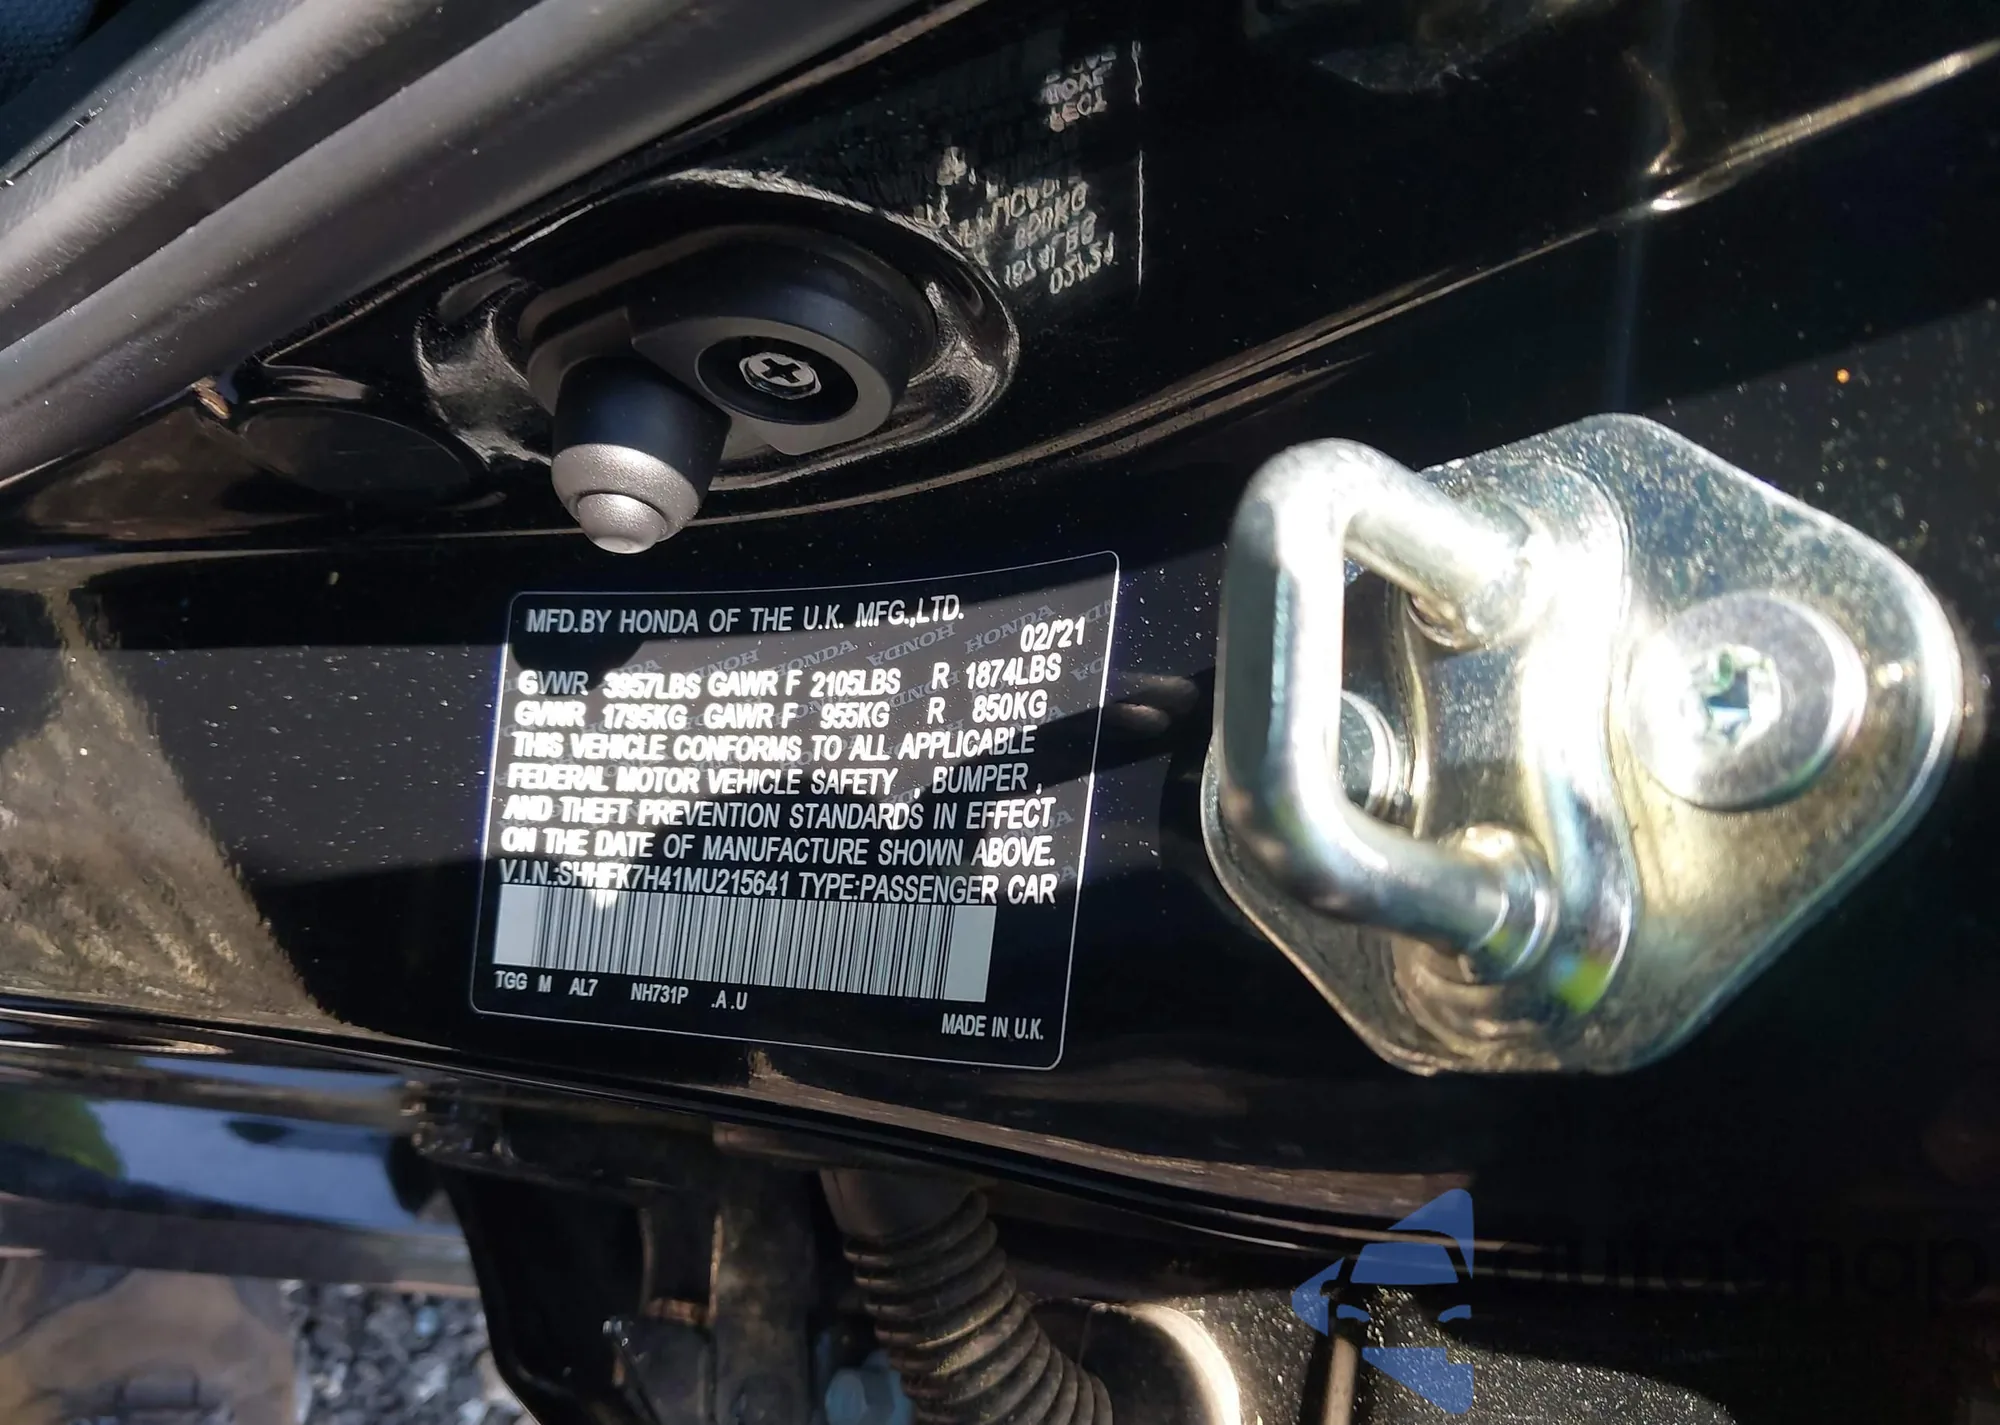 MFD.BY HONDA OF THE U.K. MFG.,LTD.
02/'21
GVWR 3957LBS GAWR F 2105LBS R 1874LBS
GVWR 1795KG GAWR F 955KG R 850KG
THIS VEHICLE CONFORMS TO ALL APPLICABLE
FEDERAL MOTOR VEHICLE SAFETY , BUMPER ,
AND THEFT PREVENTION STANDARDS IN EFFECT
ON THE DATE OF MANUFACTURE SHOWN ABOVE.
V.I.N.:SHHFK7H41MU215641 TYPE:PASSENGER CAR
TGG M AL7 NH731P .A.U
MADE IN U.K.